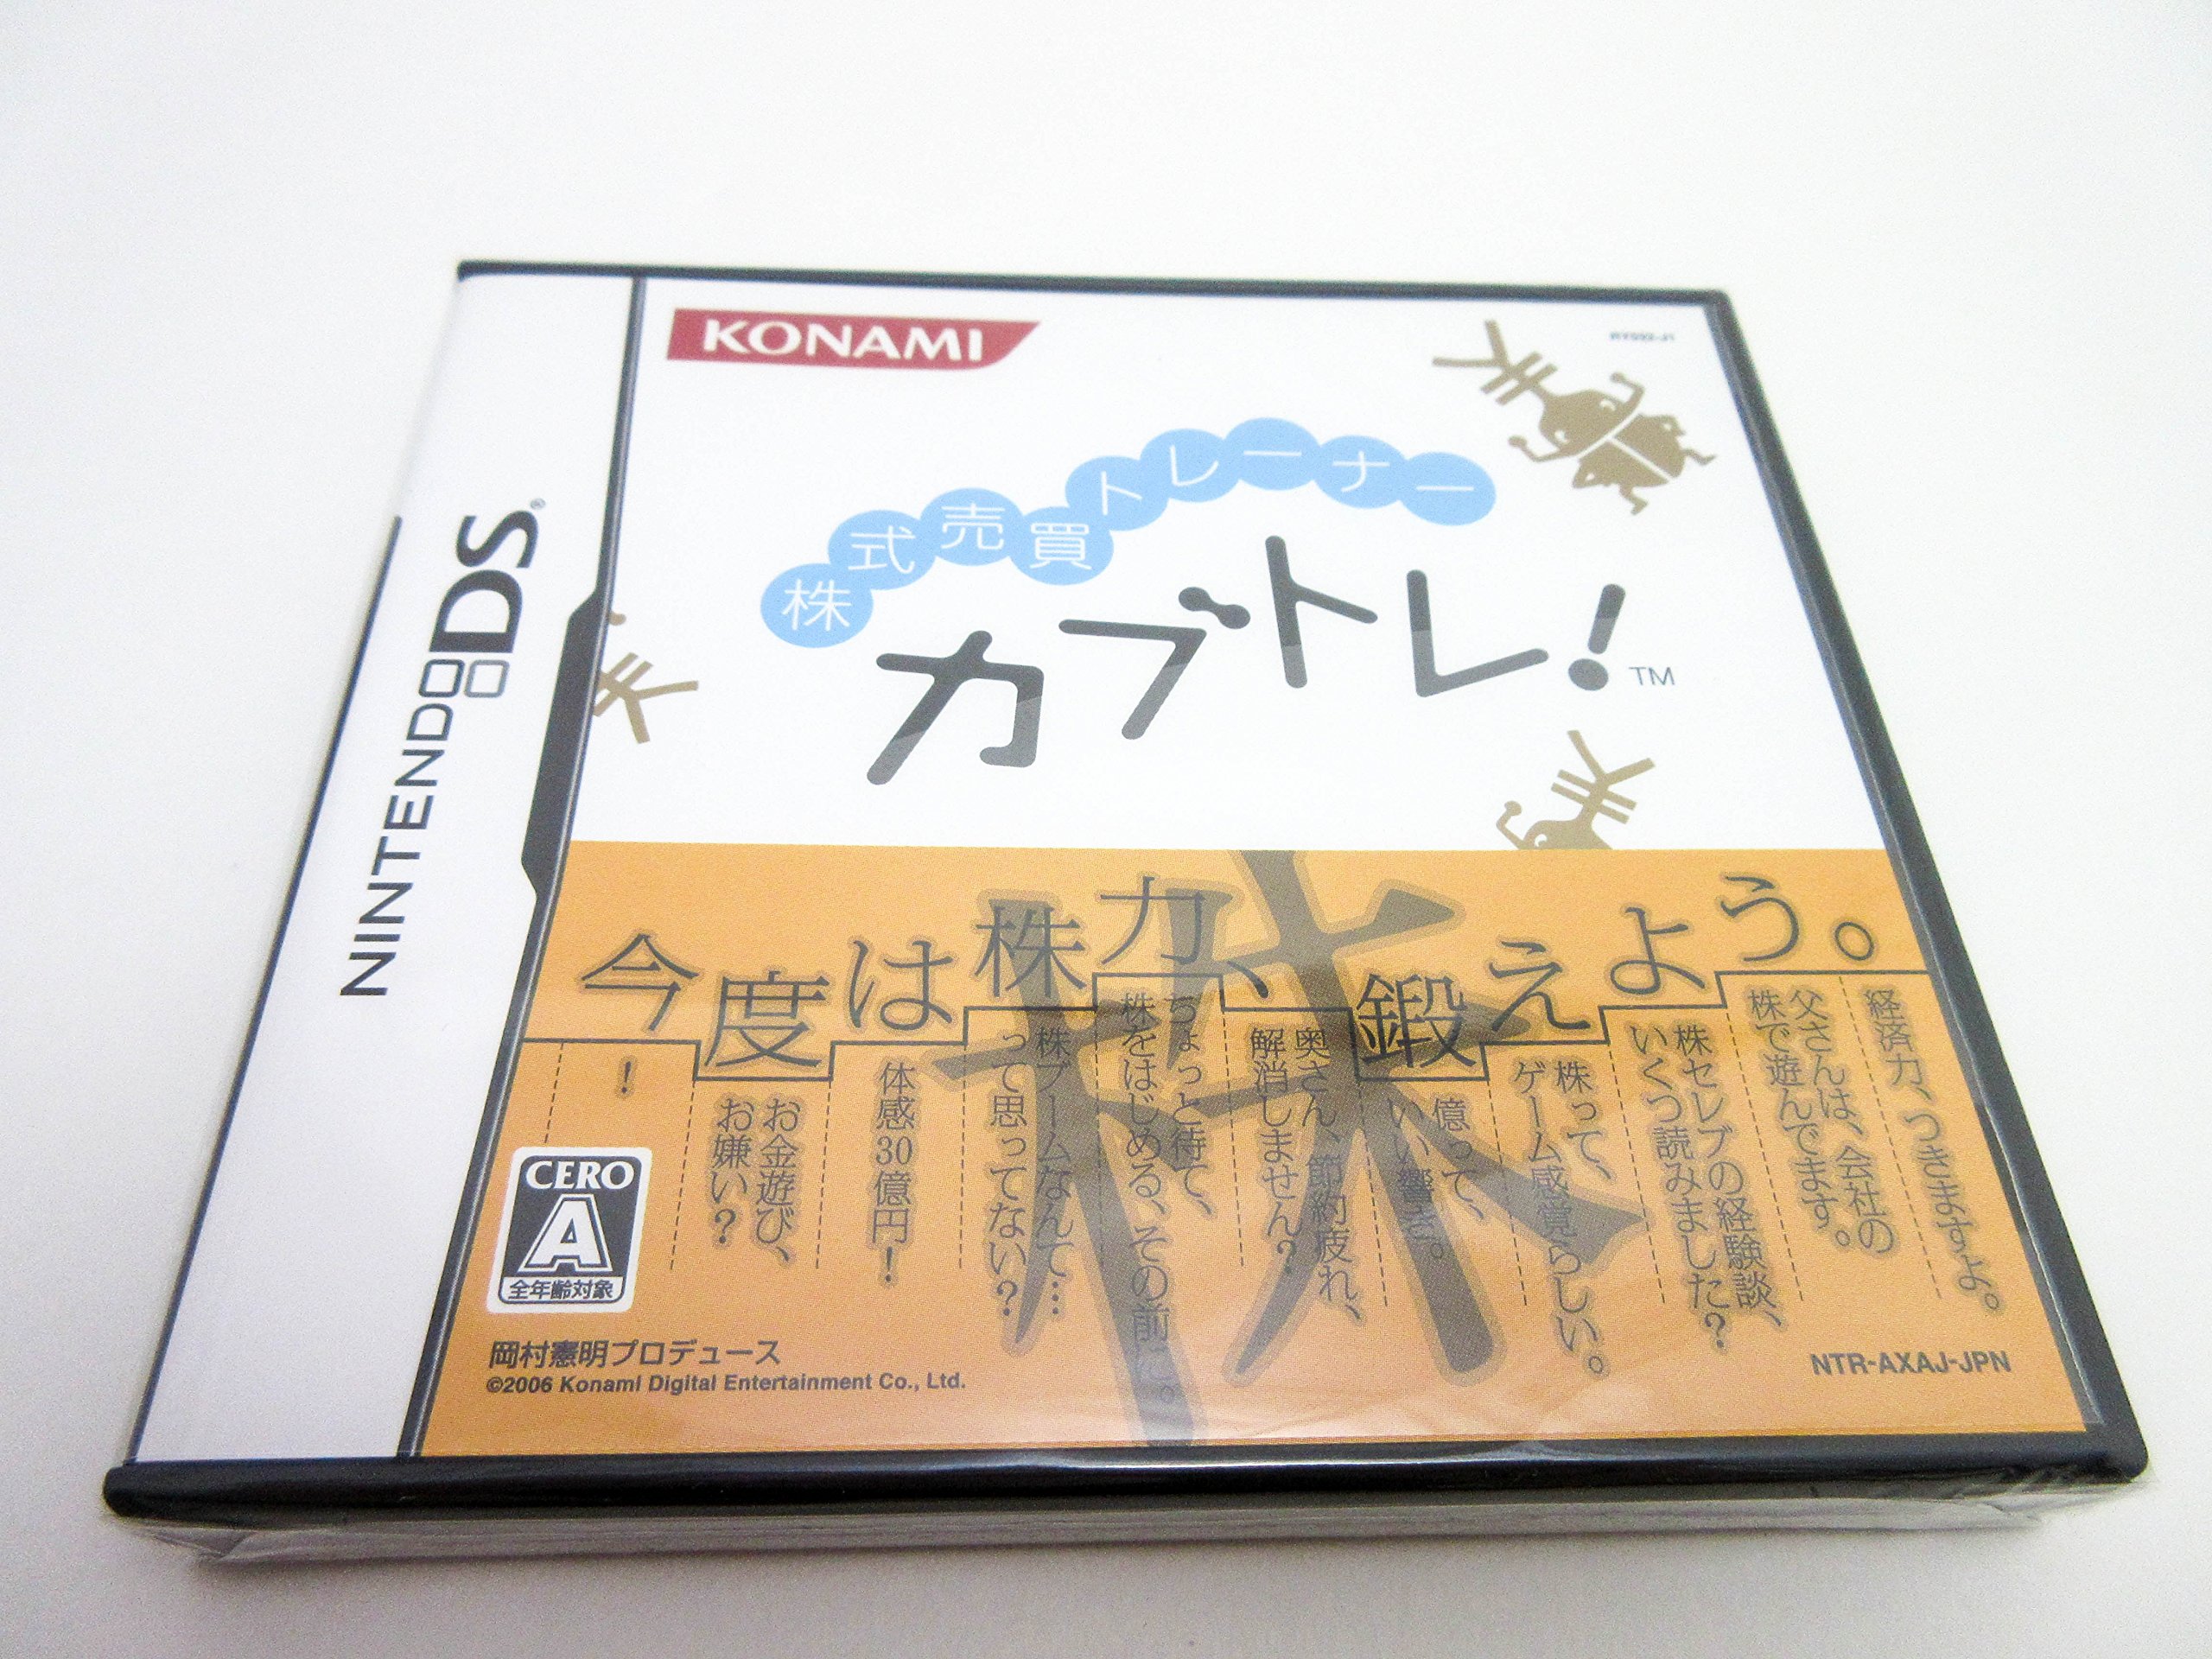 KONAMI
RY092-J1
株式売買トレーナー
カブトレ!
TM
NINTENDO DS®
今度は株力、鍛えよう。
経済力、つきますよ。
父さんは、会社の
株で遊んでます。
株セレブの経験談、
いくつ読みました?
株って、
ゲーム感覚らしい。
億って、
いい響き。
奥さん、節約疲れ、
解消しません?
ちょっと待て、
株をはじめる、その前に。
株ブームなんて…
って思ってない?
体感30億円!
お金遊び、
お嫌い?
!
CERO
A
全年齢対象
岡村憲明プロデュース
©2006 Konami Digital Entertainment Co., Ltd.
NTR-AXAJ-JPN